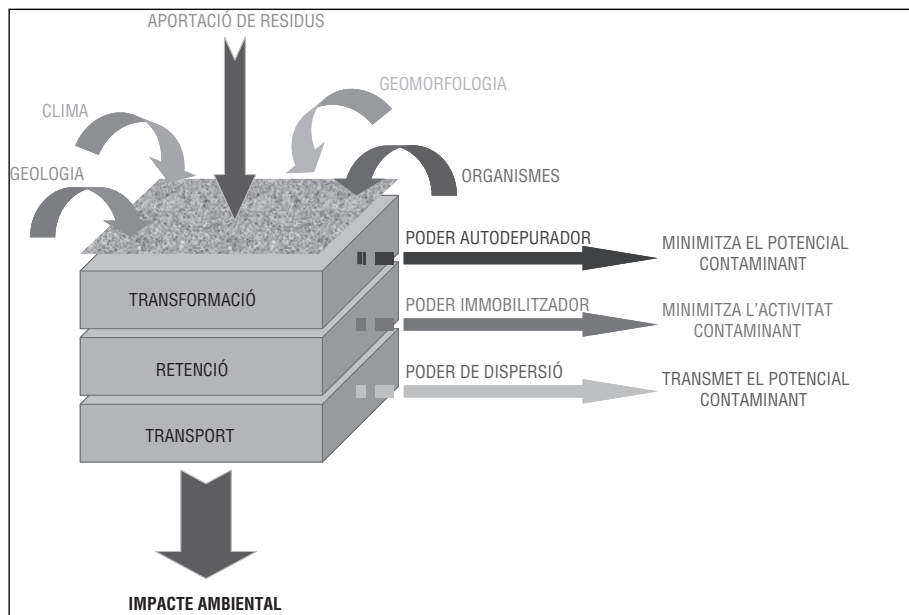 APORTACIÓ DE RESIDUS
GEOMORFOLOGIA
CLIMA
GEOLOGIA
ORGANISMES
PODER AUTODEPURADOR
MINIMITZA EL POTENCIAL
CONTAMINANT
TRANSFORMACIÓ
PODER IMMOBILITZADOR
MINIMITZA L'ACTIVITAT
CONTAMINANT
RETENCIÓ
PODER DE DISPERSIÓ
TRANSMET EL POTENCIAL
CONTAMINANT
TRANSPORT
IMPACTE AMBIENTAL